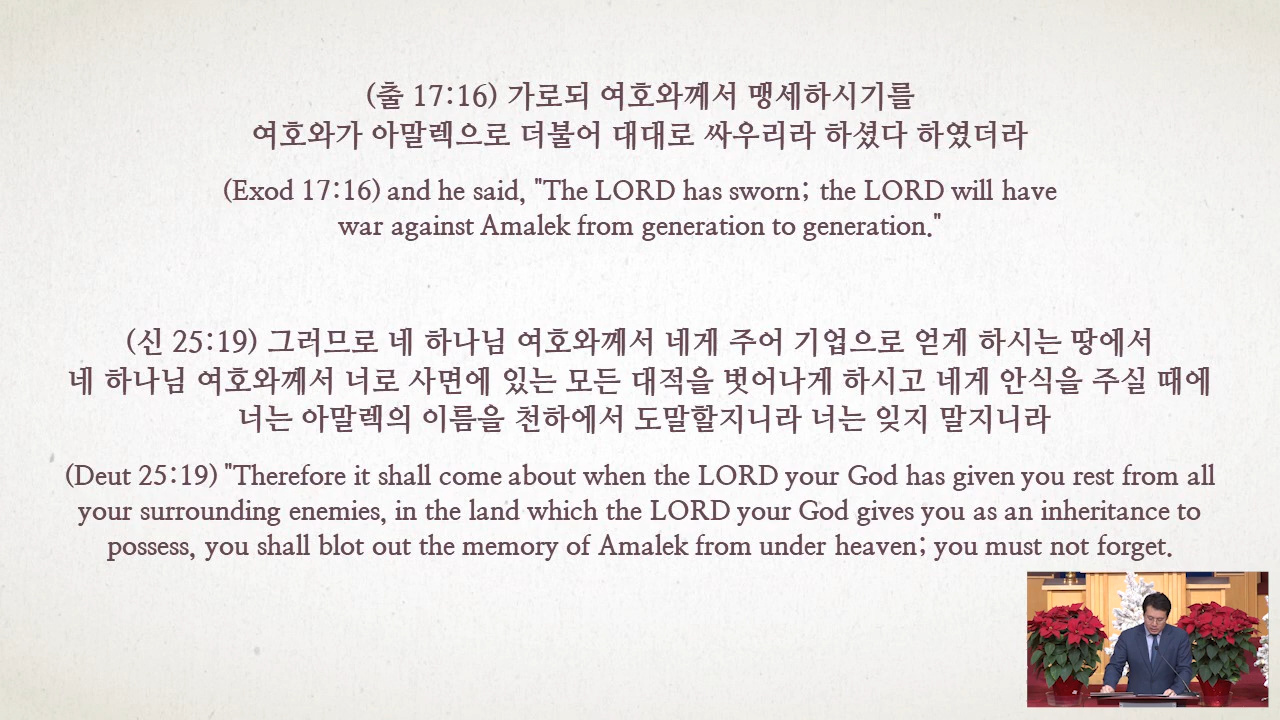 (출 17:16) 가로되 여호와께서 맹세하시기를
여호와가 아말렉으로 더불어 대대로 싸우리라 하셨다 하였더라
(Exod 17:16) and he said, "The LORD has sworn; the LORD will have
war against Amalek from generation to generation."
(신 25:19) 그러므로 네 하나님 여호와께서 네게 주어 기업으로 얻게 하시는 땅에서
네 하나님 여호와께서 너로 사면에 있는 모든 대적을 벗어나게 하시고 네게 안식을 주실 때에
너는 아말렉의 이름을 천하에서 도말할지니라 너는 잊지 말지니라
(Deut 25:19) "Therefore it shall come about when the LORD your God has given you rest from all
your surrounding enemies, in the land which the LORD your God gives you as an inheritance to
possess, you shall blot out the memory of Amalek from under heaven; you must not forget.